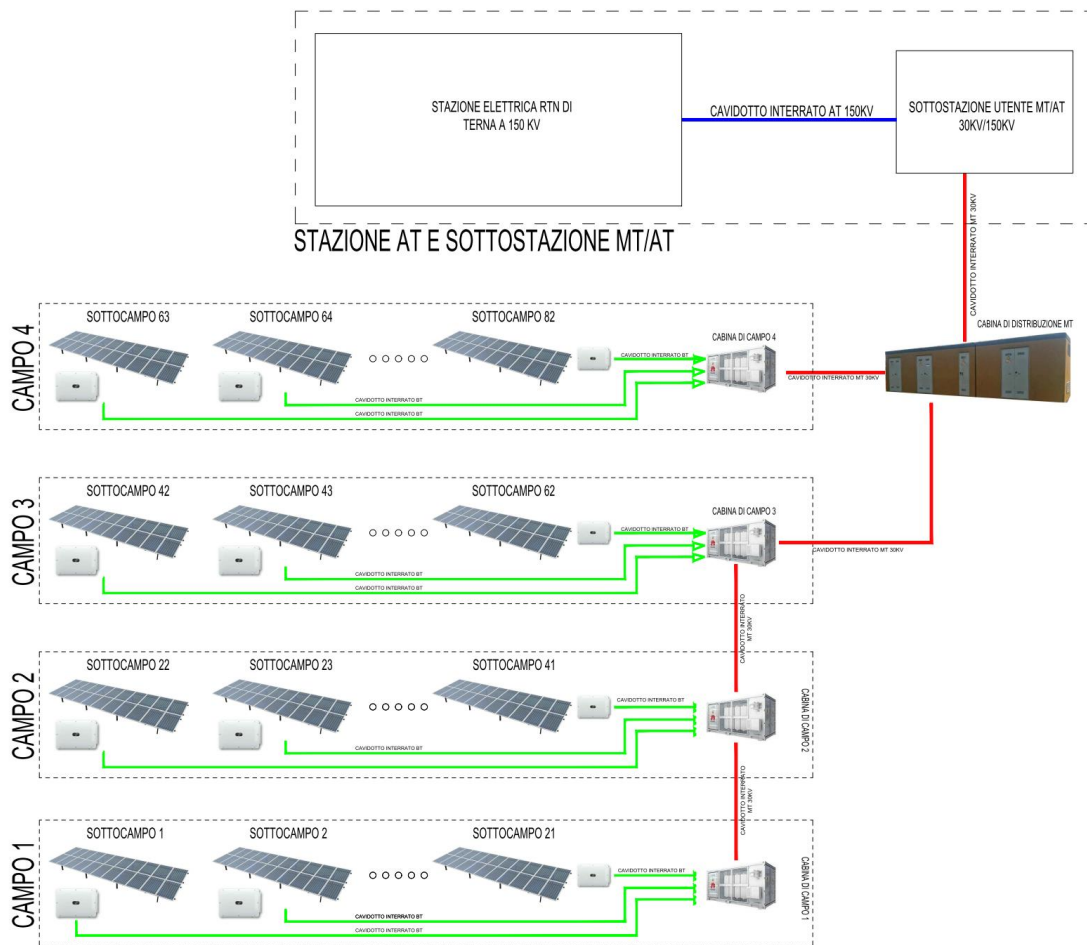 STAZIONE ELETTRICA RTN DI
TERNA A 150 KV
CAVIDOTTO INTERRATO AT 150KV
SOTTOSTAZIONE UTENTE MT/AT
30KV/150KV
CAVIDOTTO INTERRATO MT 30KV
STAZIONE AT E SOTTOSTAZIONE MT/AT
CABINA DI DISTRIBUZIONE MT
CAMPO 4
SOTTOCAMPO 63
SOTTOCAMPO 64
SOTTOCAMPO 82
CABINA DI CAMPO 4
CAVIDOTTO INTERRATO BT
CAVIDOTTO INTERRATO MT 30KV
CAVIDOTTO INTERRATO BT
CAVIDOTTO INTERRATO BT
CAMPO 3
SOTTOCAMPO 42
SOTTOCAMPO 43
SOTTOCAMPO 62
CABINA DI CAMPO 3
CAVIDOTTO INTERRATO BT
CAVIDOTTO INTERRATO MT 30KV
CAVIDOTTO INTERRATO BT
CAVIDOTTO INTERRATO BT
CAVIDOTTO INTERRATO
MT 30KV
CAMPO 2
SOTTOCAMPO 22
SOTTOCAMPO 23
SOTTOCAMPO 41
CAVIDOTTO INTERRATO BT
CABINA DI CAMPO 2
CAVIDOTTO INTERRATO BT
CAVIDOTTO INTERRATO BT
CAVIDOTTO INTERRATO
MT 30KV
CAMPO 1
SOTTOCAMPO 1
SOTTOCAMPO 2
SOTTOCAMPO 21
CAVIDOTTO INTERRATO BT
CABINA DI CAMPO 1
CAVIDOTTO INTERRATO BT
CAVIDOTTO INTERRATO BT